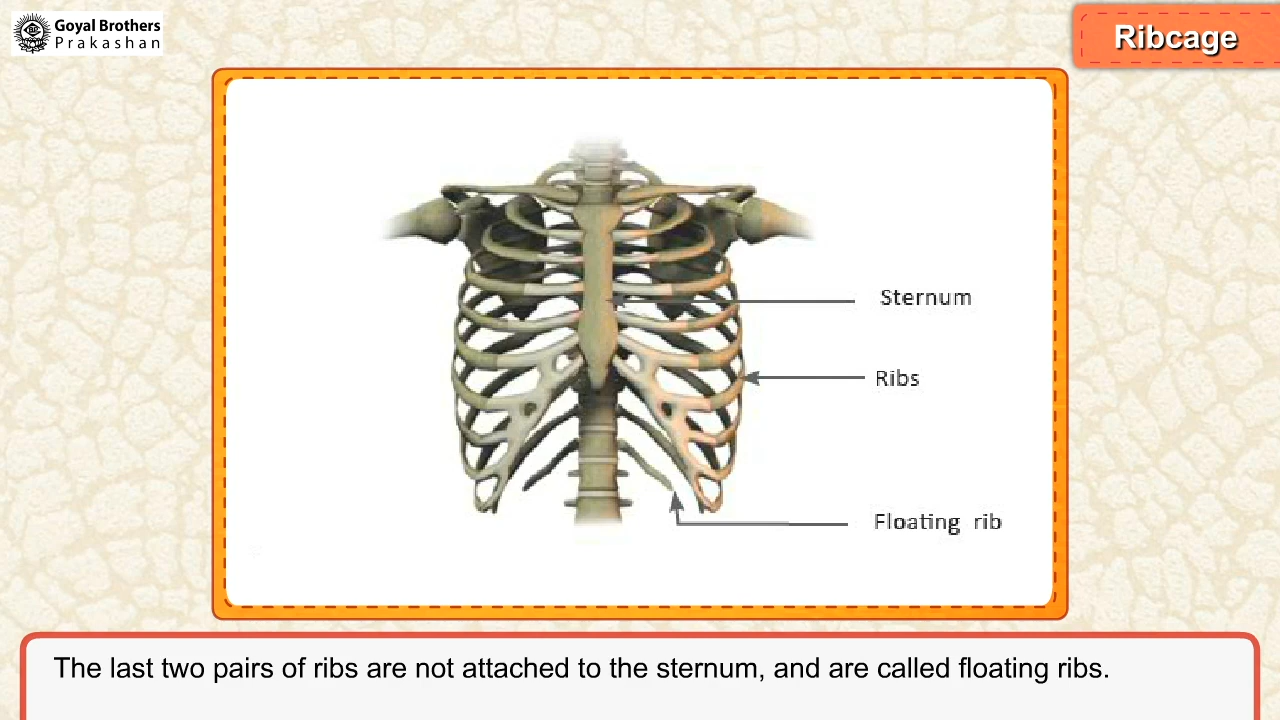 Goyal Brothers
Prakashan
Ribcage
Sternum
Ribs
Floating rib
The last two pairs of ribs are not attached to the sternum, and are called floating ribs.